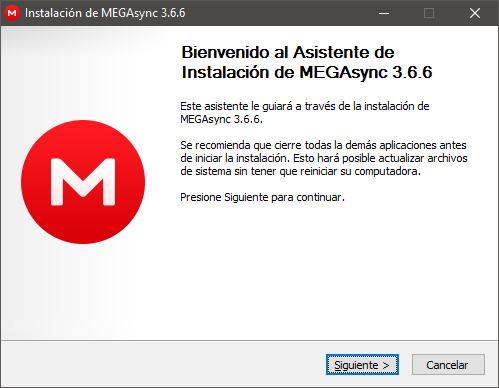 Instalación de MEGAsync 3.6.6
Bienvenido al Asistente de
Instalación de MEGAsync 3.6.6
Este asistente le guiará a través de la instalación de
MEGAsync 3.6.6.
Se recomienda que cierre todas la demás aplicaciones antes
de iniciar la instalación. Esto hará posible actualizar archivos
de sistema sin tener que reiniciar su computadora.
Presione Siguiente para continuar.
M
Siguiente >
Cancelar